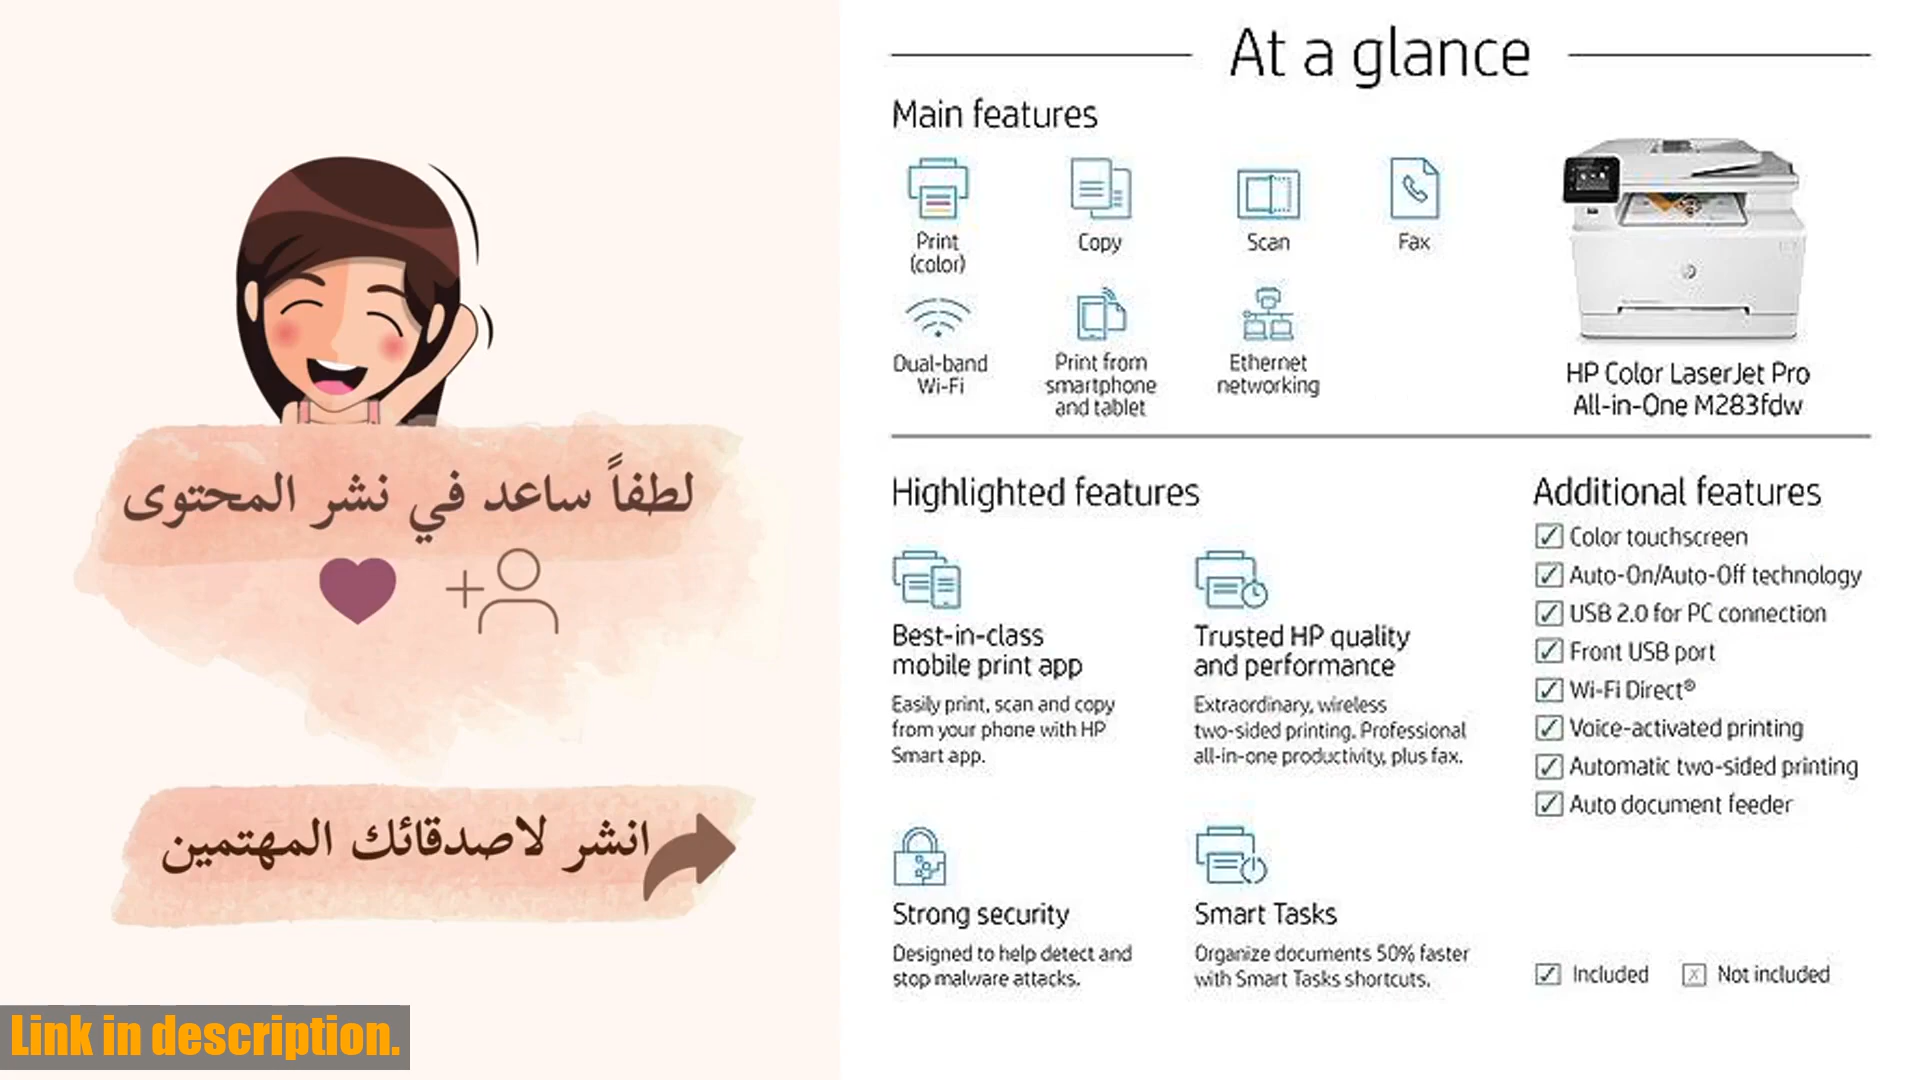 لطفاً ساعد في نشر المحتوى
انشر لاصدقائك المهتمين
Link in description.
At a glance
Main features
Print
(color)
Copy
Scan
Fax
Dual-band
Wi-Fi
Print from
smartphone
and tablet
Ethernet
networking
HP Color LaserJet Pro
All-in-One M283fdw
Highlighted features
Best-in-class
mobile print app
Easily print, scan and copy
from your phone with HP
Smart app.
Trusted HP quality
and performance
Extraordinary, wireless
two-sided printing. Professional
all-in-one productivity, plus fax.
Strong security
Designed to help detect and
stop malware attacks.
Smart Tasks
Organize documents 50% faster
with Smart Tasks shortcuts.
Additional features
Color touchscreen
Auto-On/Auto-Off technology
USB 2.0 for PC connection
Front USB port
Wi-Fi Direct®
Voice-activated printing
Automatic two-sided printing
Auto document feeder
Included
Not included